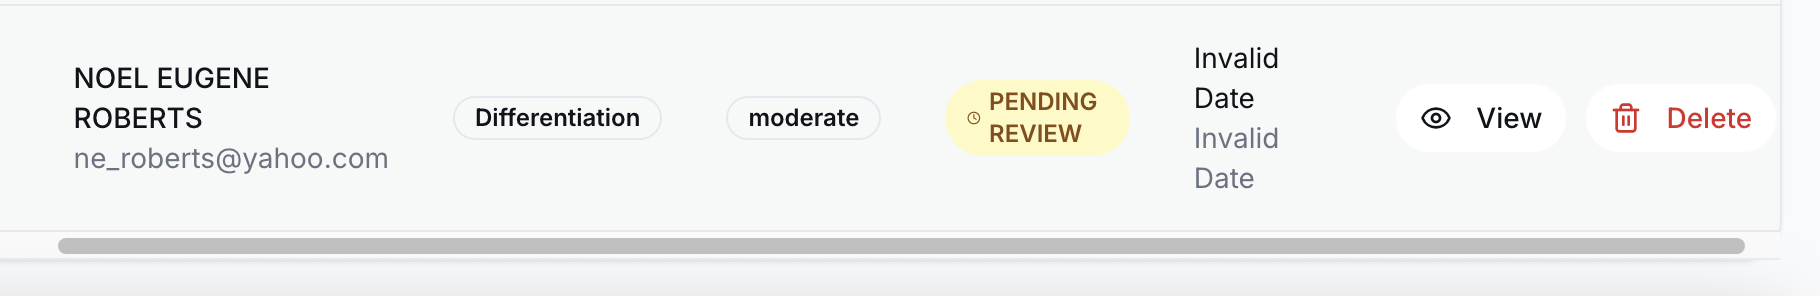 NOEL EUGENE
ROBERTS
ne_roberts@yahoo.com
Differentiation
moderate
PENDING
REVIEW
Invalid
Date
Invalid
Date
View
Delete